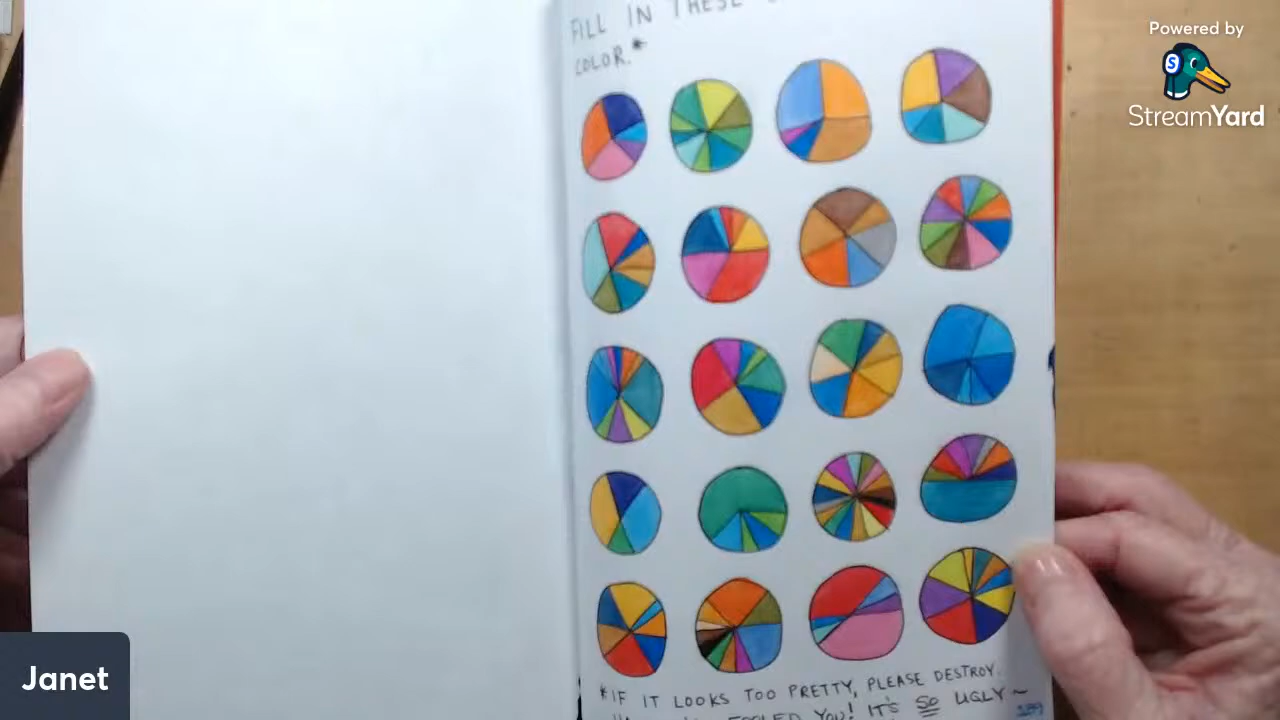 FILL IN THESE
COLOR.*
Powered by
S
StreamYard
*IF IT LOOKS TOO PRETTY, PLEASE DESTROY.
FOOLED YOU! IT'S SO UGLY~
Janet